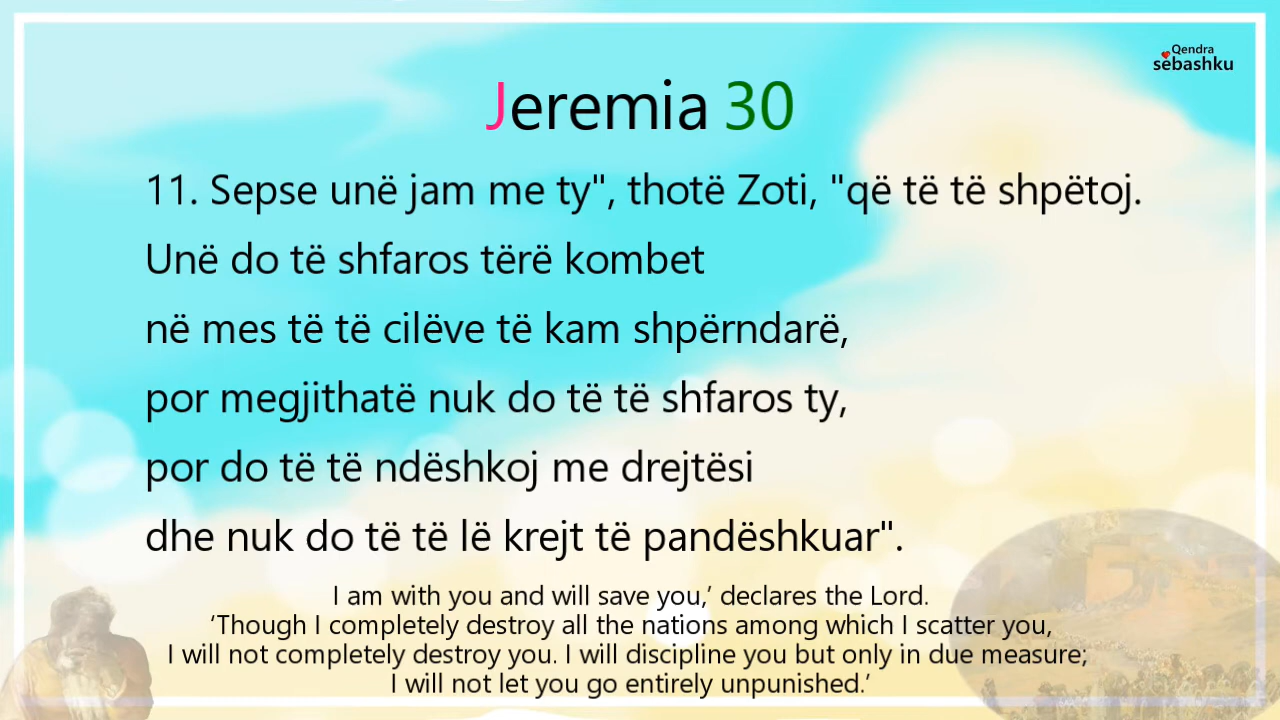 Qendra
sëbashku
Jeremia 30
11. Sepse unë jam me ty", thotë Zoti, "që të të shpëtoj.
Unë do të shfaros tërë kombet
në mes të të cilëve të kam shpërndarë,
por megjithatë nuk do të të shfaros ty,
por do të të ndëshkoj me drejtësi
dhe nuk do të të lë krejt të pandëshkuar".
I am with you and will save you,’ declares the Lord.
‘Though I completely destroy all the nations among which I scatter you,
I will not completely destroy you. I will discipline you but only in due measure;
I will not let you go entirely unpunished.’